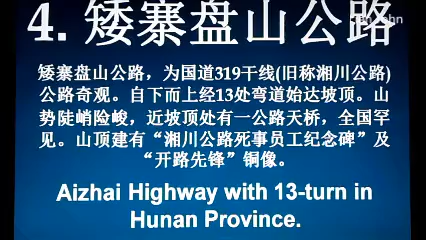 4. 矮寨盘山公路
矮寨盘山公路，为国道319干线(旧称湘川公路)
公路奇观。自下而上经13处弯道始达坡顶。山
势陡峭险峻，近坡顶处有一公路天桥，全国罕
见。山顶建有“湘川公路死事员工纪念碑”及
“开路先锋”铜像。
Aizhai Highway with 13-turn in
Hunan Province.